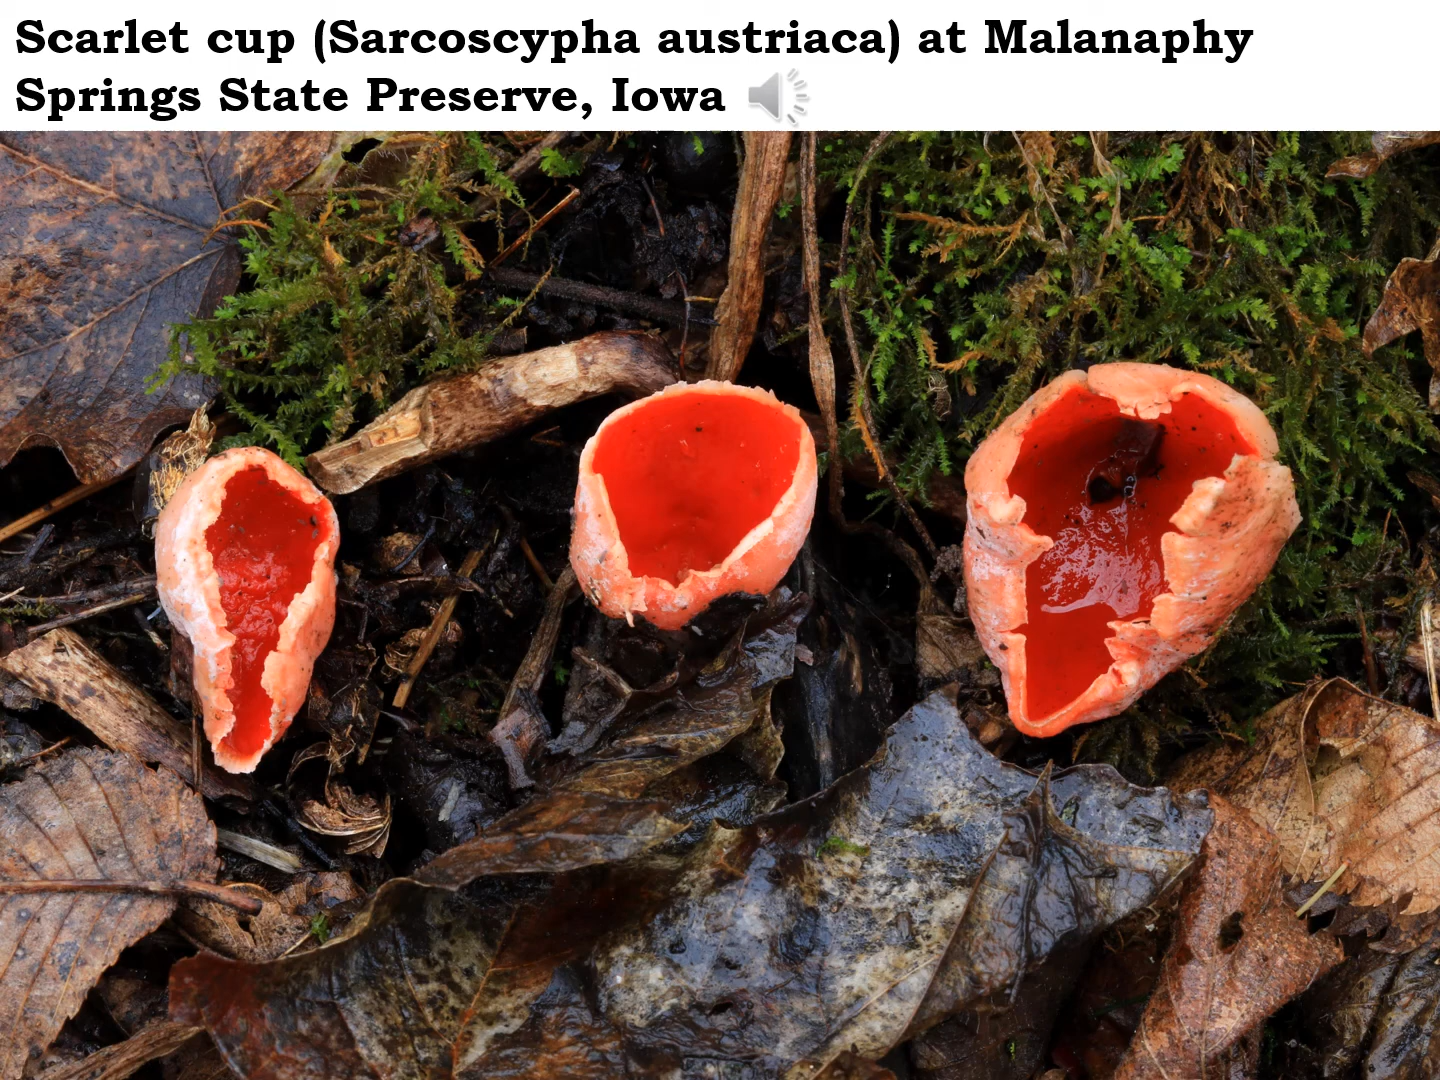 Scarlet cup (Sarcoscypha austriaca) at Malanaphy
Springs State Preserve, Iowa